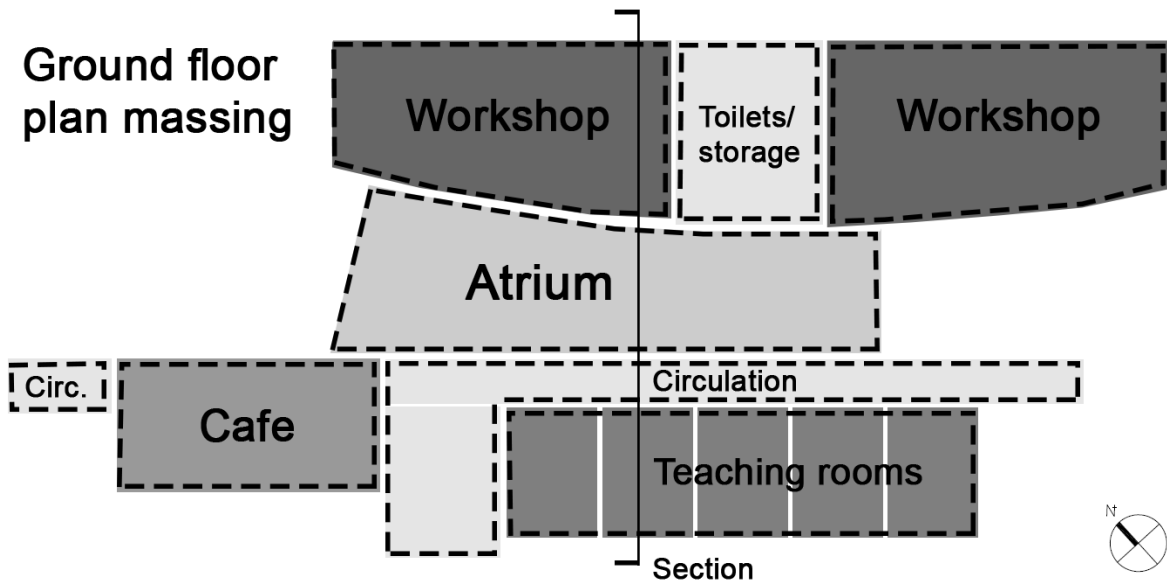 Ground floor
plan massing
Workshop
Toilets/
storage
Workshop
Atrium
Circ.
Cafe
Circulation
Teaching rooms
Section
N